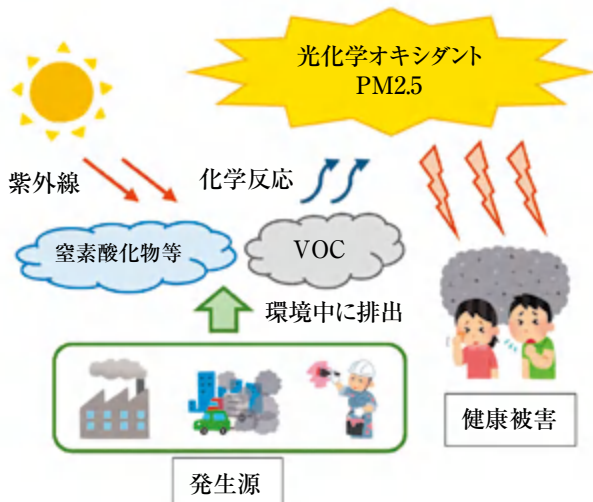 光化学オキシダント
PM2.5
紫外線
化学反応
窒素酸化物等
VOC
環境中に排出
健康被害
発生源